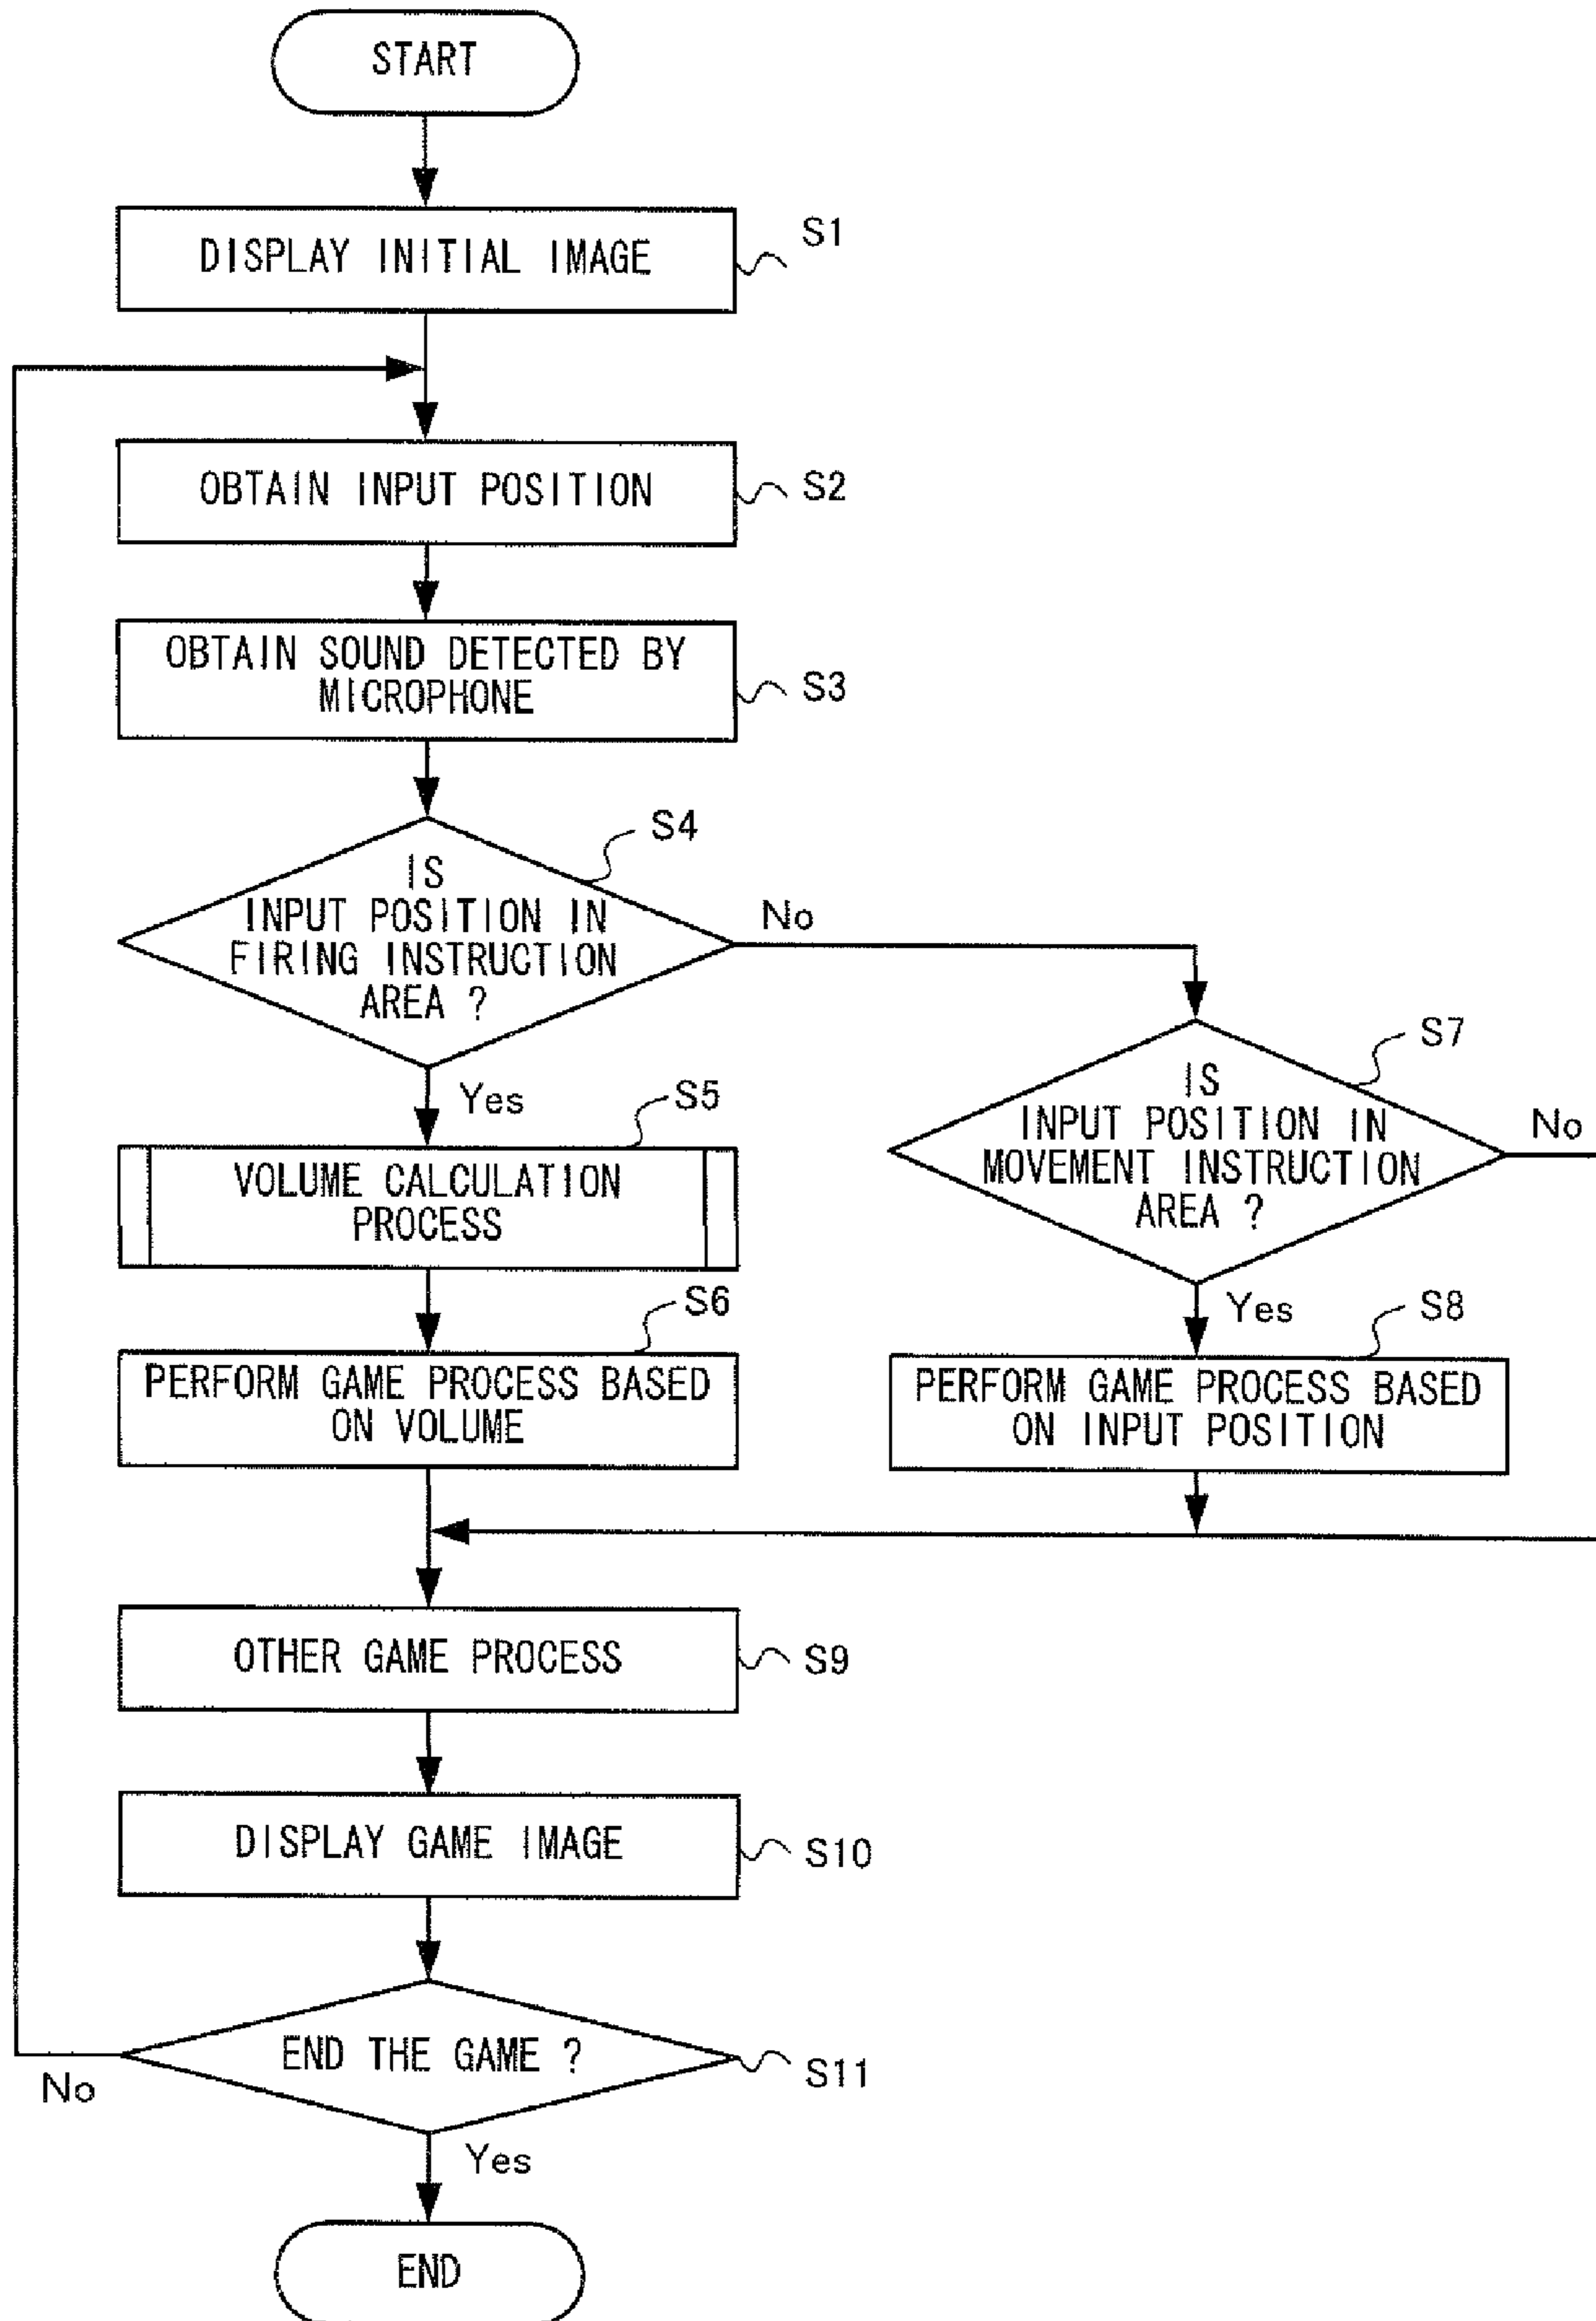 START
DISPLAY INITIAL IMAGE
S1
OBTAIN INPUT POSITION
S2
OBTAIN SOUND DETECTED BY
MICROPHONE
S3
S4
IS
INPUT POSITION IN
FIRING INSTRUCTION
AREA ?
No
Yes
S5
VOLUME CALCULATION
PROCESS
S6
PERFORM GAME PROCESS BASED
ON VOLUME
S7
IS
INPUT POSITION IN
MOVEMENT INSTRUCTION
AREA ?
No
Yes
S8
PERFORM GAME PROCESS BASED
ON INPUT POSITION
OTHER GAME PROCESS
S9
DISPLAY GAME IMAGE
S10
END THE GAME ?
S11
No
Yes
END